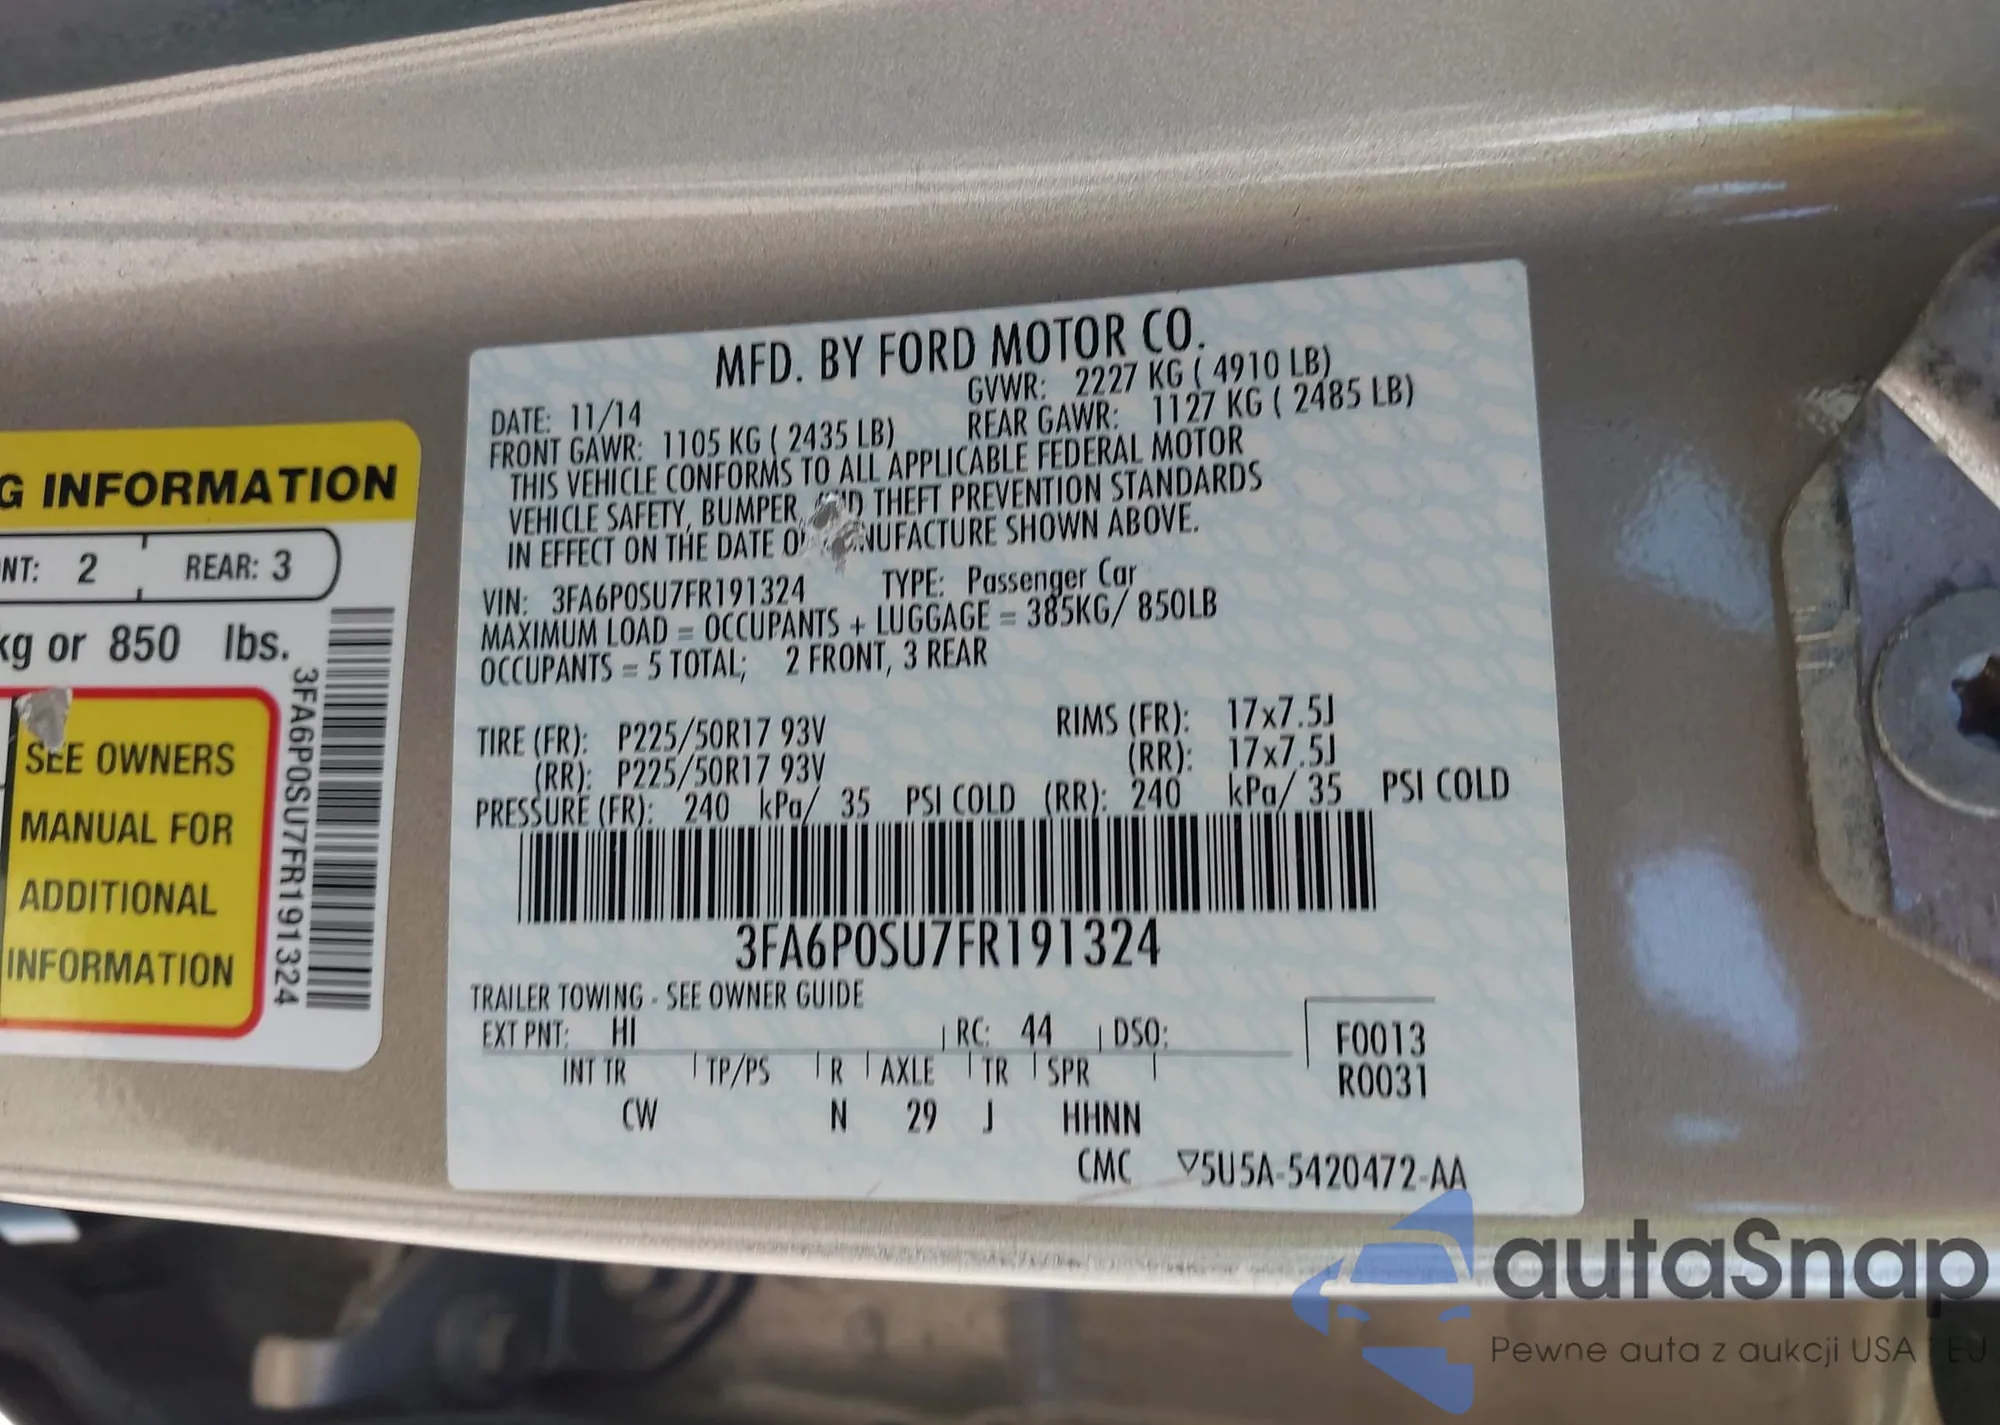 G INFORMATION
NT: 2 REAR: 3
kg or 850 lbs.
SEE OWNERS
MANUAL FOR
ADDITIONAL
INFORMATION
3FA6P0SU7FR191324
MFD. BY FORD MOTOR CO.
DATE: 11/14 GVWR: 2227 KG ( 4910 LB)
FRONT GAWR: 1105 KG ( 2435 LB) REAR GAWR: 1127 KG ( 2485 LB)
THIS VEHICLE CONFORMS TO ALL APPLICABLE FEDERAL MOTOR
VEHICLE SAFETY, BUMPER, THEFT PREVENTION STANDARDS
IN EFFECT ON THE DATE SHOWN ABOVE.
VIN: 3FA6P0SU7FR191324 TYPE: Passenger Car
MAXIMUM LOAD = OCCUPANTS + LUGGAGE = 385KG/ 850LB
OCCUPANTS = 5 TOTAL; 2 FRONT, 3 REAR
TIRE (FR): P225/50R17 93V RIMS (FR): 17x7.5J
(RR): P225/50R17 93V (RR): 17x7.5J
PRESSURE (FR): 240 kPa/ 35 PSI COLD (RR): 240 kPa/ 35 PSI COLD
3FA6P0SU7FR191324
TRAILER TOWING - SEE OWNER GUIDE
EXT PNT: HI RC: 44 DSO: F0013
INT TR TP/PS R AXLE TR SPR R0031
CW N 29 J HHNN
CMC ▽5U5A-5420472-AA
autaSnap
Pewne auta z aukcji USA i EU